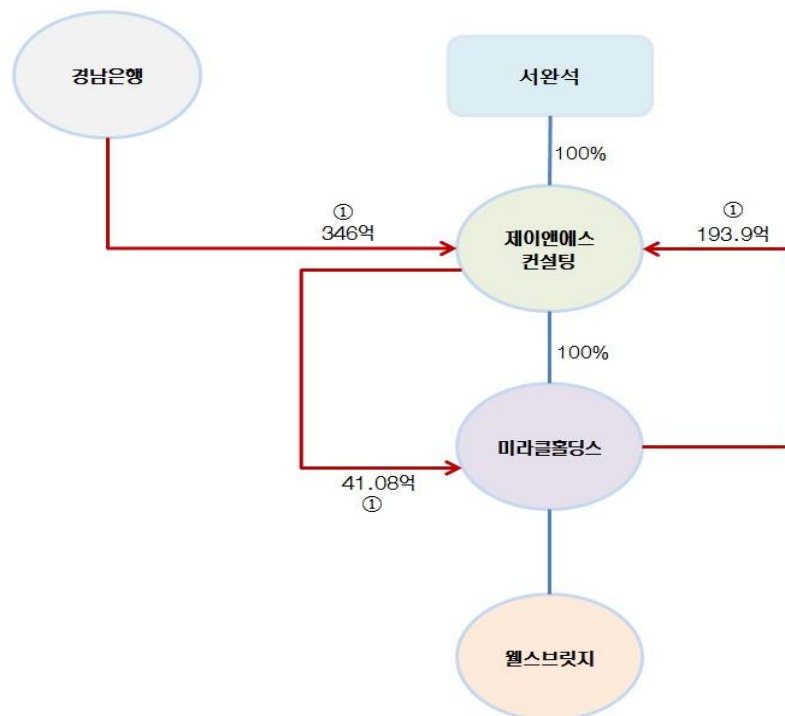 경남은행
서완석
100%
①
346억
제이앤에스
컨설팅
①
193.9억
100%
미라클홀딩스
41.08억
①
웰스브릿지